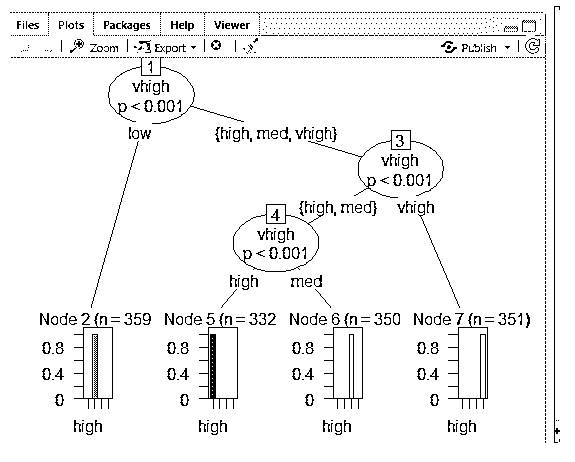 Files Plots Packages Help Viewer
Zoom Export Publish
1
vhigh
p < 0.001
low {high, med, vhigh}
3
vhigh
p < 0.001
{high, med} vhigh
4
vhigh
p < 0.001
high med
Node 2 (n = 359 Node 5 (n = 332 Node 6 (n = 350 Node 7 (n = 351)
0.8 0.8 0.8 0.8
0.4 0.4 0.4 0.4
0 0 0 0
high high high high